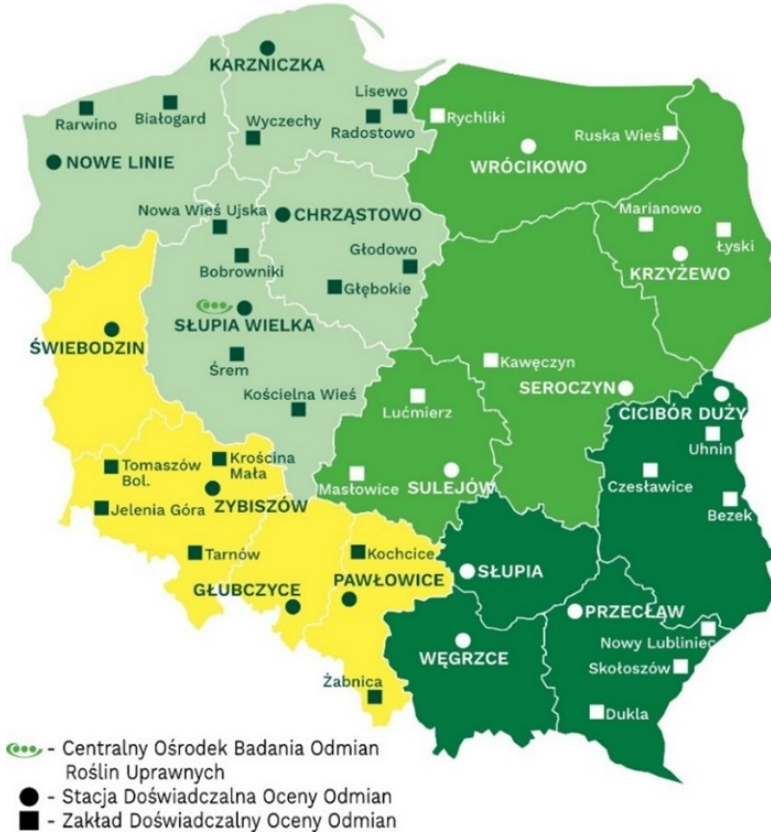 KARZNICZKA
Lisewo
Rarwino
Białogard
Wyczechy
Radostowo
Rychliki
Ruska Wieś
NOWE LINIE
WRÓCIKOWO
Nowa Wieś Ujska
CHRZĄSTOWO
Marianowo
Łyski
Głodowo
Bobrowniki
KRZYŻEWO
Głębokie
SŁUPIA WIELKA
ŚWIEBODZIN
Śrem
Kawęczyn
Kościelna Wieś
SEROCZYN
Lućmierz
CICIBÓR DUŻY
Uhnin
Tomaszów
Bol.
Krościna
Mała
Masłowice
SULEJÓW
Czesławice
ZYBISZÓW
Jelenia Góra
Bezek
Tarnów
Kochcice
GŁUBCZYCE
PAWŁOWICE
SŁUPIA
PRZECŁAW
Nowy Lubliniec
WĘGRZCE
Skołoszów
Żabnica
Dukla
- Centralny Ośrodek Badania Odmian
Roślin Uprawnych
- Stacja Doświadczalna Oceny Odmian
- Zakład Doświadczalny Oceny Odmian